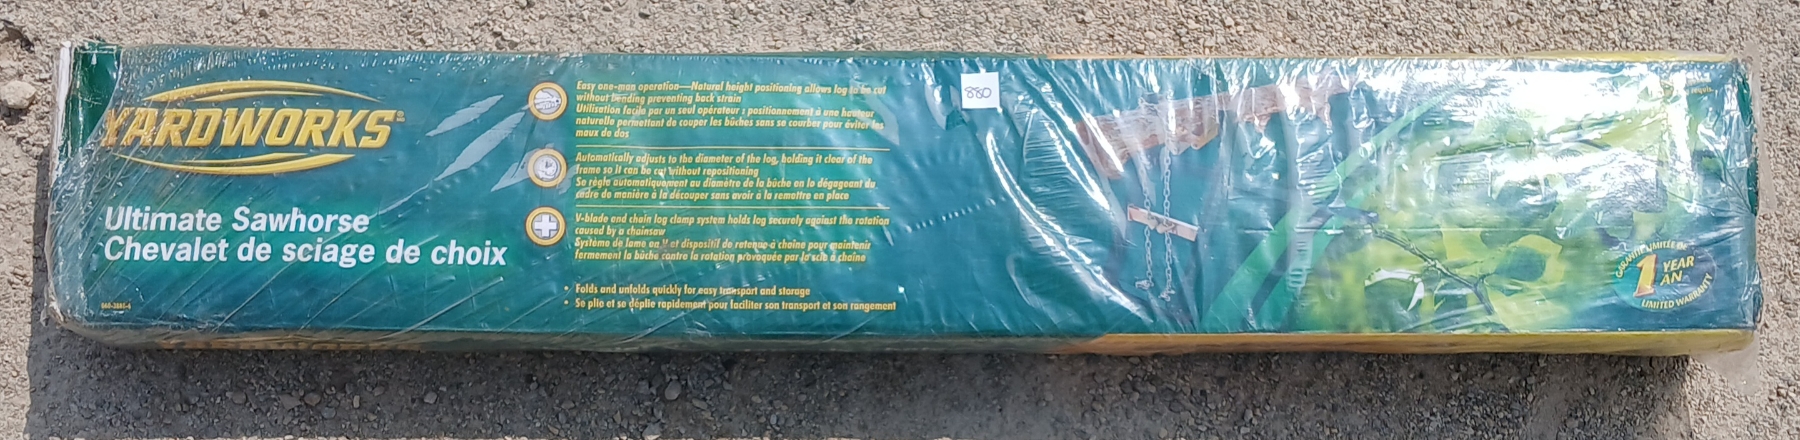 YARDWORKS®
Ultimate Sawhorse
Chevalet de sciage de choix
Easy one-man operation—Natural height positioning allows log to be cut
without bending preventing back strain
Utilisation facile par un seul opérateur : positionnement à une hauteur
naturelle permettant de couper les bûches sans se courber pour éviter les
maux de dos
Automatically adjusts to the diameter of the log, holding it clear of the
frame so it can be cut without repositioning
Se règle automatiquement au diamètre de la bûche en le dégageant du
cadre de manière à la découper sans avoir à la remettre en place
V-blade and chain log clamp system holds log securely against the rotation
caused by a chainsaw
Système de lame en V et dispositif de retenue à chaîne pour maintenir
fermement la bûche contre la rotation provoquée par la scie à chaîne
• Folds and unfolds quickly for easy transport and storage
• Se plie et se déplie rapidement pour faciliter son transport et son rangement
880
GARANTIE LIMITÉE DE
1 YEAR
AN
LIMITED WARRANTY